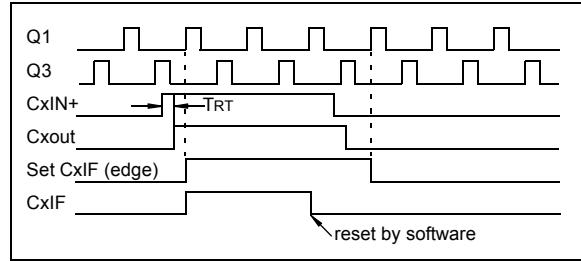 Q1
Q3
CxIN+
TRT
Cxout
Set CxIF (edge)
CxIF
reset by software